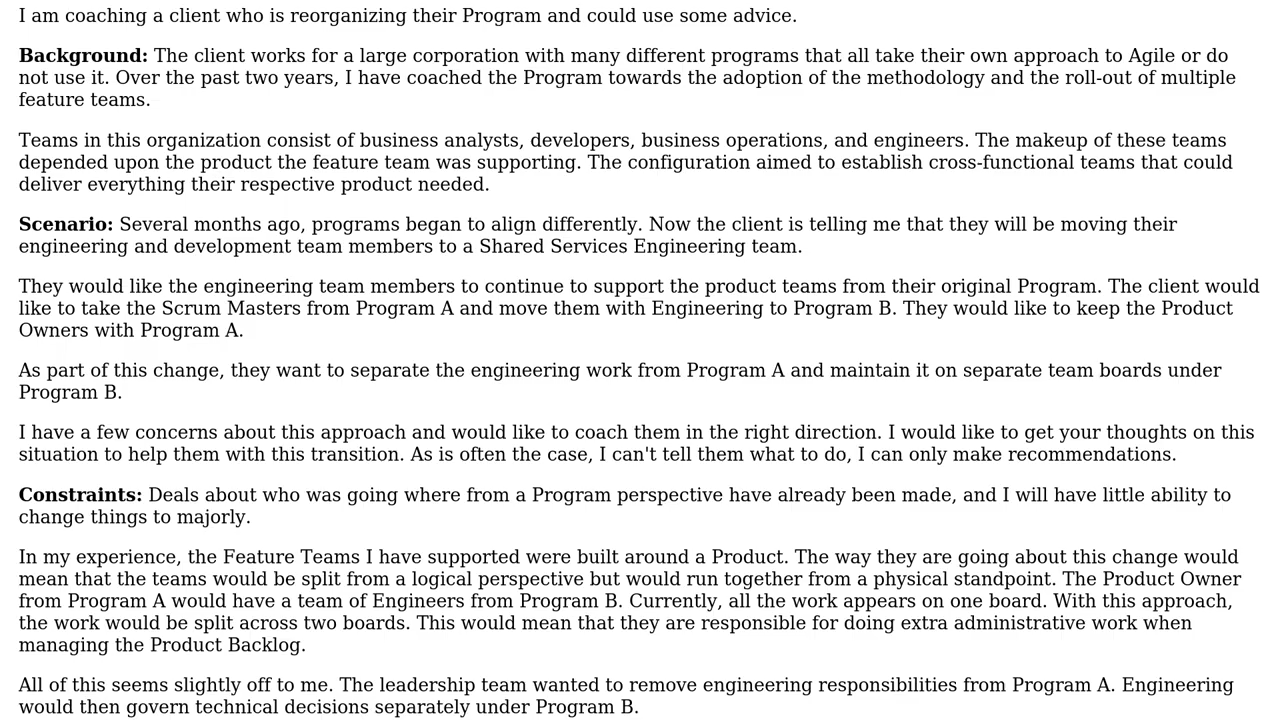 I am coaching a client who is reorganizing their Program and could use some advice.
Background: The client works for a large corporation with many different programs that all take their own approach to Agile or do
not use it. Over the past two years, I have coached the Program towards the adoption of the methodology and the roll-out of multiple
feature teams.
Teams in this organization consist of business analysts, developers, business operations, and engineers. The makeup of these teams
depended upon the product the feature team was supporting. The configuration aimed to establish cross-functional teams that could
deliver everything their respective product needed.
Scenario: Several months ago, programs began to align differently. Now the client is telling me that they will be moving their
engineering and development team members to a Shared Services Engineering team.
They would like the engineering team members to continue to support the product teams from their original Program. The client would
like to take the Scrum Masters from Program A and move them with Engineering to Program B. They would like to keep the Product
Owners with Program A.
As part of this change, they want to separate the engineering work from Program A and maintain it on separate team boards under
Program B.
I have a few concerns about this approach and would like to coach them in the right direction. I would like to get your thoughts on this
situation to help them with this transition. As is often the case, I can't tell them what to do, I can only make recommendations.
Constraints: Deals about who was going where from a Program perspective have already been made, and I will have little ability to
change things to majorly.
In my experience, the Feature Teams I have supported were built around a Product. The way they are going about this change would
mean that the teams would be split from a logical perspective but would run together from a physical standpoint. The Product Owner
from Program A would have a team of Engineers from Program B. Currently, all the work appears on one board. With this approach,
the work would be split across two boards. This would mean that they are responsible for doing extra administrative work when
managing the Product Backlog.
All of this seems slightly off to me. The leadership team wanted to remove engineering responsibilities from Program A. Engineering
would then govern technical decisions separately under Program B.